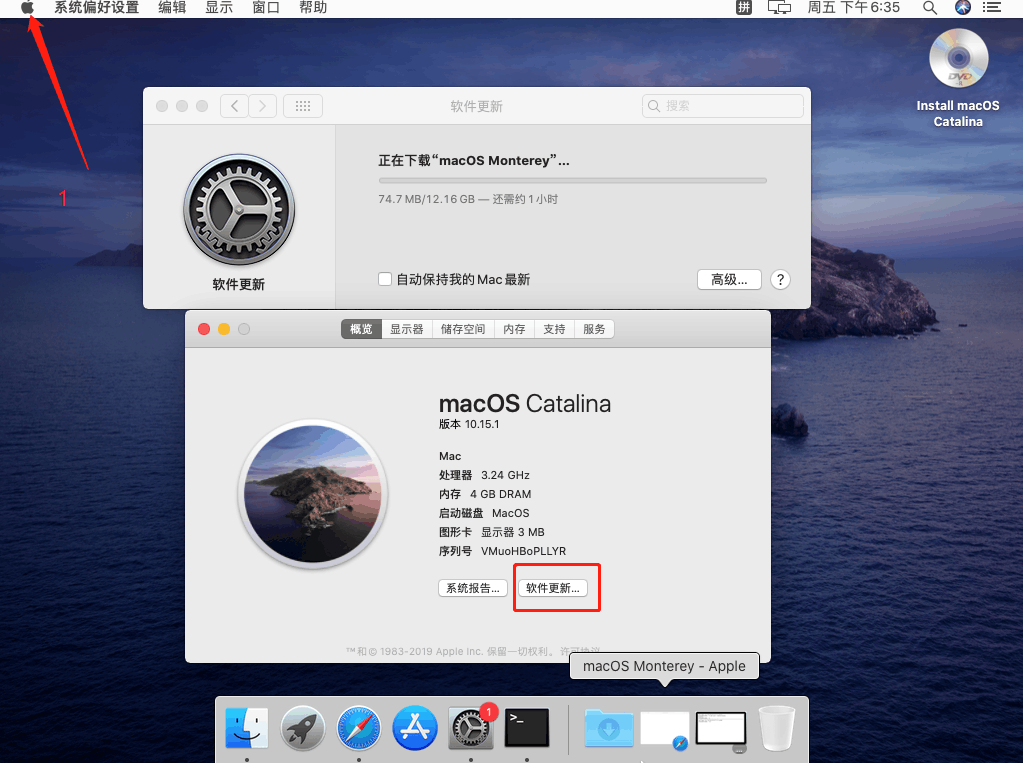 系统偏好设置 编辑 显示 窗口 帮助 拼 周五 下午6:35
Install macOS
Catalina
软件更新
搜索
正在下载“macOS Monterey”...
74.7 MB/12.16 GB — 还需约 1 小时
软件更新
自动保持我的 Mac 最新
高级...
?
1
概览 显示器 储存空间 内存 支持 服务
macOS Catalina
版本 10.15.1
Mac
处理器 3.24 GHz
内存 4 GB DRAM
启动磁盘 MacOS
图形卡 显示器 3 MB
序列号 VMuoHBoPLLYR
系统报告... 软件更新...
™和© 1983-2019 Apple Inc. 保留一切权利。 许可协议
macOS Monterey - Apple
1
>_
DVD